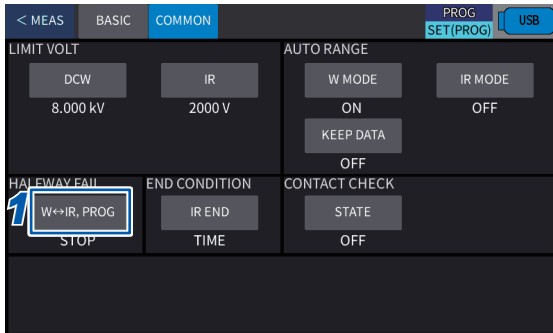 < MEAS BASIC COMMON PROG SET(PROG) USB
LIMIT VOLT AUTO RANGE
DCW IR W MODE IR MODE
8.000 kV 2000 V ON OFF
KEEP DATA
OFF
HALFWAY FAIL END CONDITION CONTACT CHECK
1 W↔IR, PROG IR END STATE
STOP TIME OFF